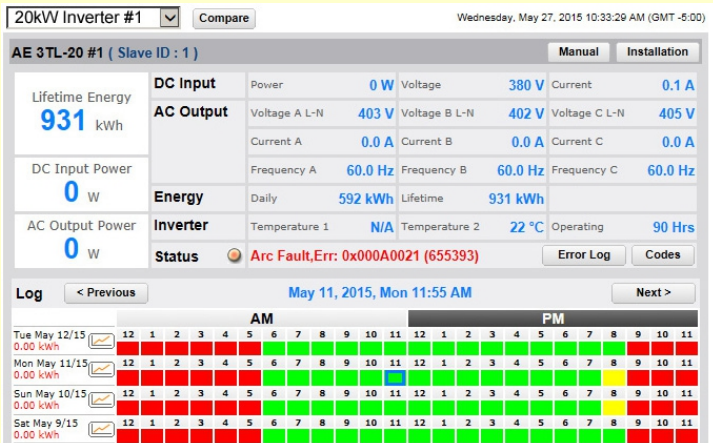 20kW Inverter #1 Compare Wednesday, May 27, 2015 10:33:29 AM (GMT -5:00)
AE 3TL-20 #1 ( Slave ID : 1 ) Manual Installation
Lifetime Energy
931 kWh
DC Input Power
0 W
AC Output Power
0 W
DC Input Power 0 W Voltage 380 V Current 0.1 A
AC Output Voltage A L-N 403 V Voltage B L-N 402 V Voltage C L-N 405 V
Current A 0.0 A Current B 0.0 A Current C 0.0 A
Frequency A 60.0 Hz Frequency B 60.0 Hz Frequency C 60.0 Hz
Energy Daily 592 kWh Lifetime 931 kWh
Inverter Temperature 1 N/A Temperature 2 22 °C Operating 90 Hrs
Status Arc Fault,Err: 0x000A0021 (655393) Error Log Codes
Log < Previous May 11, 2015, Mon 11:55 AM Next >
AM PM
Tue May 12/15 12 1 2 3 4 5 6 7 8 9 10 11 12 1 2 3 4 5 6 7 8 9 10 11
0.00 kWh
Mon May 11/15 12 1 2 3 4 5 6 7 8 9 10 11 12 1 2 3 4 5 6 7 8 9 10 11
0.00 kWh
Sun May 10/15 12 1 2 3 4 5 6 7 8 9 10 11 12 1 2 3 4 5 6 7 8 9 10 11
0.00 kWh
Sat May 9/15 12 1 2 3 4 5 6 7 8 9 10 11 12 1 2 3 4 5 6 7 8 9 10 11
0.00 kWh